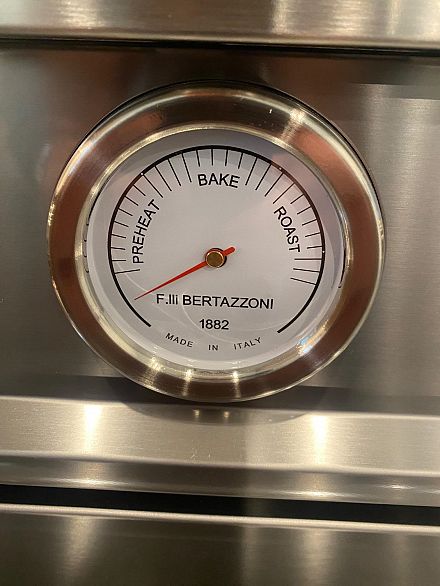 PREHEAT
BAKE
ROAST
F.lli BERTAZZONI
1882
MADE IN ITALY